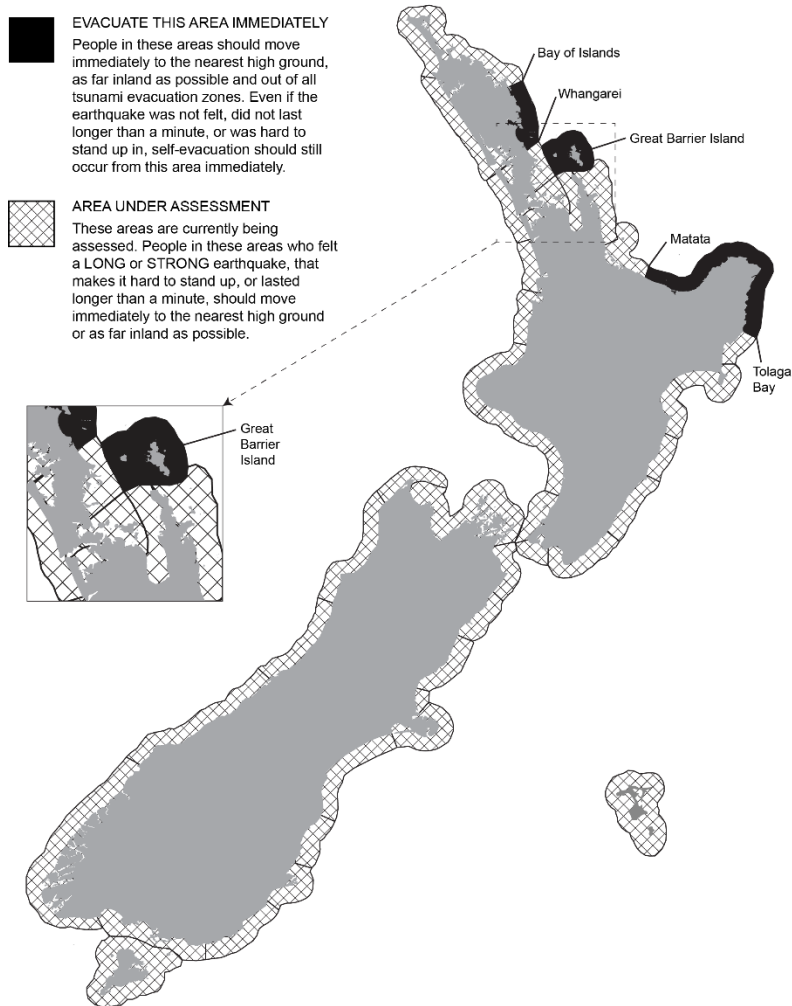 EVACUATE THIS AREA IMMEDIATELY
People in these areas should move
immediately to the nearest high ground,
as far inland as possible and out of all
tsunami evacuation zones. Even if the
earthquake was not felt, did not last
longer than a minute, or was hard to
stand up in, self-evacuation should still
occur from this area immediately.
AREA UNDER ASSESSMENT
These areas are currently being
assessed. People in these areas who felt
a LONG or STRONG earthquake, that
makes it hard to stand up, or lasted
longer than a minute, should move
immediately to the nearest high ground
or as far inland as possible.
Bay of Islands
Whangarei
Great Barrier Island
Matata
Tolaga
Bay
Great
Barrier
Island